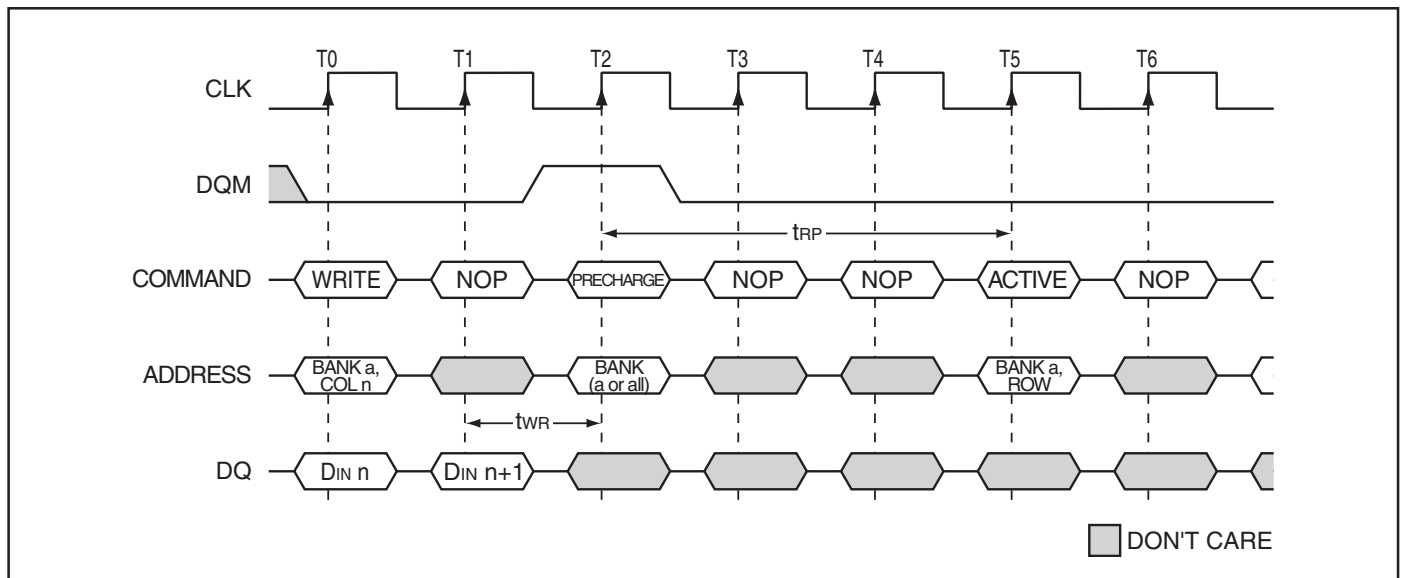 T0 T1 T2 T3 T4 T5 T6
CLK
DQM
tRP
COMMAND WRITE NOP PRECHARGE NOP NOP ACTIVE NOP
ADDRESS BANK a, COL n BANK (a or all) BANK a, ROW
tWR
DQ DIN n DIN n+1
DON'T CARE